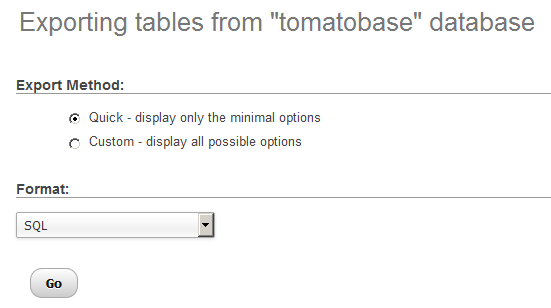 Exporting tables from "tomatobase" database
Export Method:
Quick - display only the minimal options
Custom - display all possible options
Format:
SQL
Go